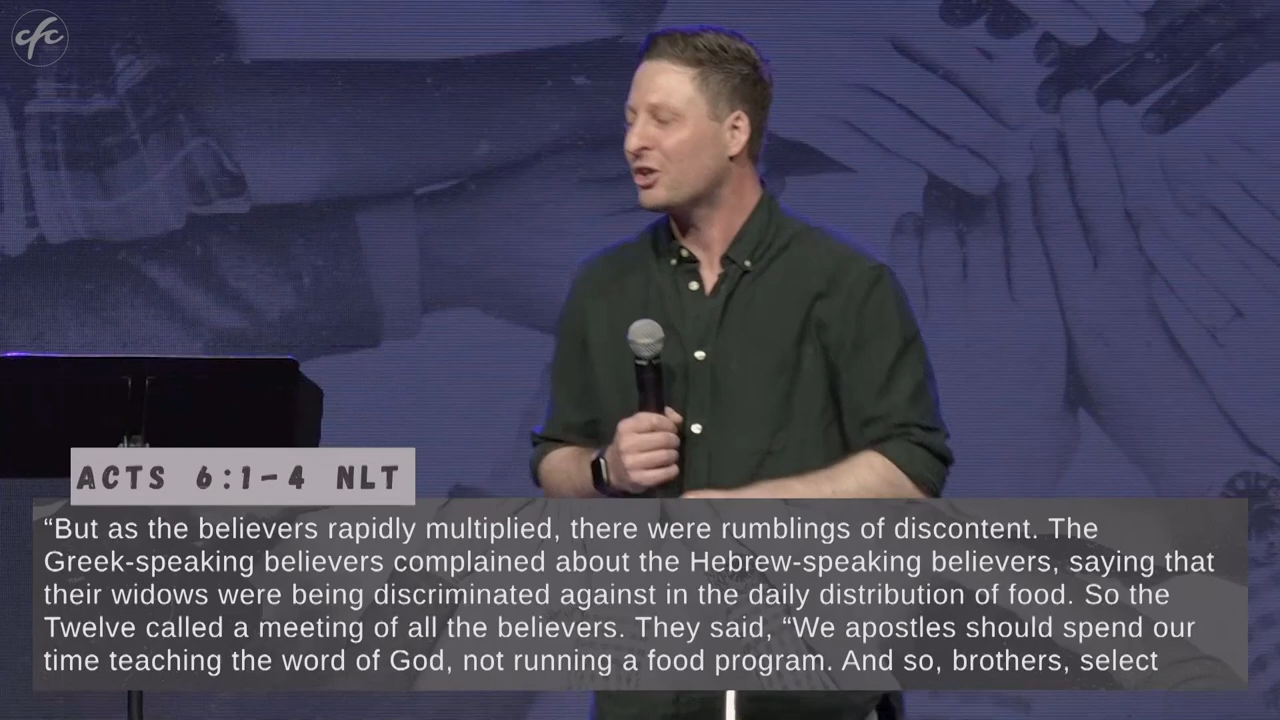 cfc
ACTS 6:1-4 NLT
“But as the believers rapidly multiplied, there were rumblings of discontent. The
Greek-speaking believers complained about the Hebrew-speaking believers, saying that
their widows were being discriminated against in the daily distribution of food. So the
Twelve called a meeting of all the believers. They said, “We apostles should spend our
time teaching the word of God, not running a food program. And so, brothers, select